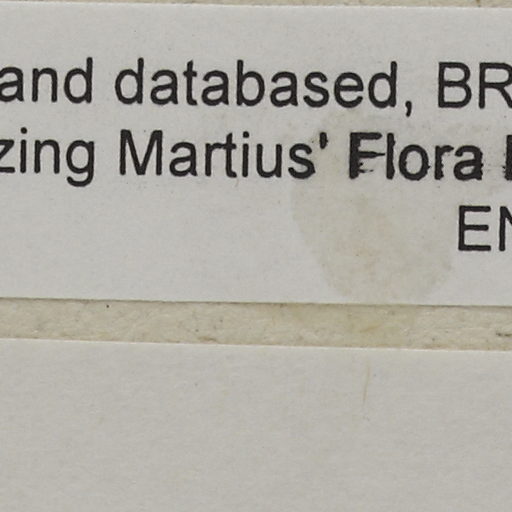 and databased, BR
zing Martius' Flora
EN